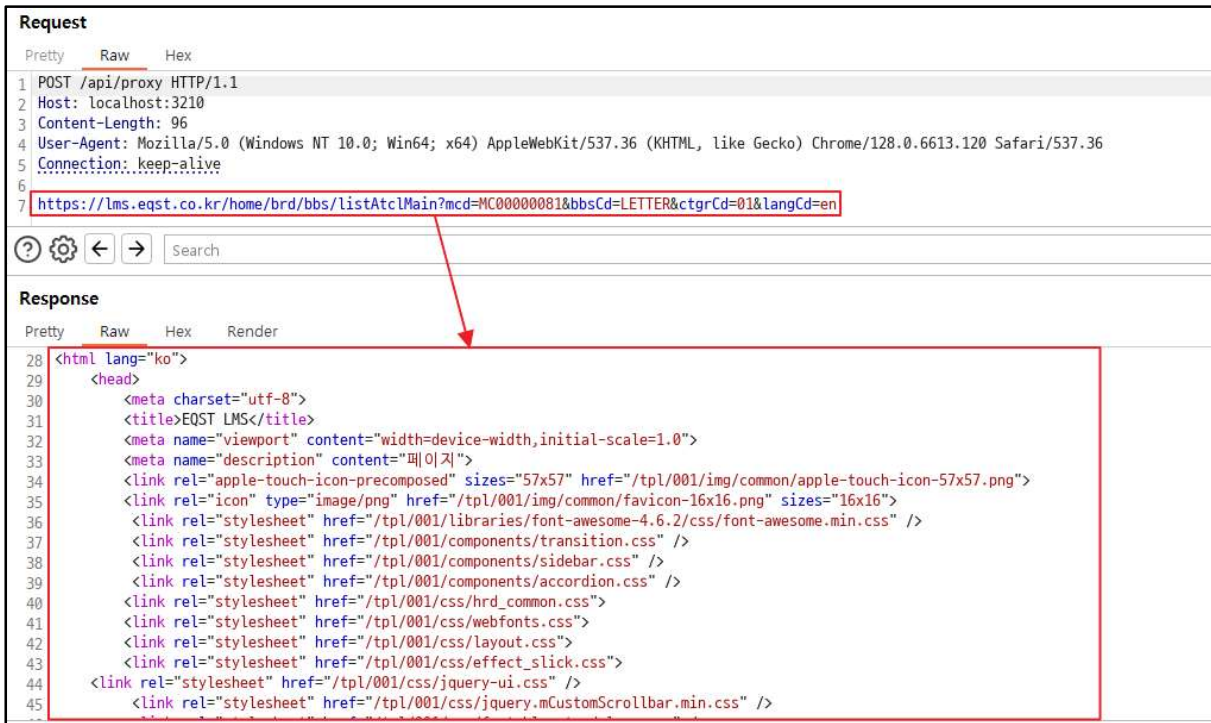 Request
Pretty Raw Hex
1 POST /api/proxy HTTP/1.1
2 Host: localhost:3210
3 Content-Length: 96
4 User-Agent: Mozilla/5.0 (Windows NT 10.0; Win64; x64) AppleWebKit/537.36 (KHTML, like Gecko) Chrome/128.0.6613.120 Safari/537.36
5 Connection: keep-alive
6
7 https://lms.eqst.co.kr/home/brd/bbs/listAtclMain?mcd=MC00000081&bbsCd=LETTER&ctgrCd=01&langCd=en
Search
Response
Pretty Raw Hex Render
28 <html lang="ko">
29 <head>
30 <meta charset="utf-8">
31 <title>EQST LMS</title>
32 <meta name="viewport" content="width=device-width,initial-scale=1.0">
33 <meta name="description" content="페이지">
34 <link rel="apple-touch-icon-precomposed" sizes="57x57" href="/tpl/001/img/common/apple-touch-icon-57x57.png">
35 <link rel="icon" type="image/png" href="/tpl/001/img/common/favicon-16x16.png" sizes="16x16">
36 <link rel="stylesheet" href="/tpl/001/libraries/font-awesome-4.6.2/css/font-awesome.min.css" />
37 <link rel="stylesheet" href="/tpl/001/components/transition.css" />
38 <link rel="stylesheet" href="/tpl/001/components/sidebar.css" />
39 <link rel="stylesheet" href="/tpl/001/components/accordion.css" />
40 <link rel="stylesheet" href="/tpl/001/css/hrd_common.css">
41 <link rel="stylesheet" href="/tpl/001/css/webfonts.css">
42 <link rel="stylesheet" href="/tpl/001/css/layout.css">
43 <link rel="stylesheet" href="/tpl/001/css/effect_slick.css">
44 <link rel="stylesheet" href="/tpl/001/css/jquery-ui.css" />
45 <link rel="stylesheet" href="/tpl/001/css/jquery.mCustomScrollbar.min.css" />